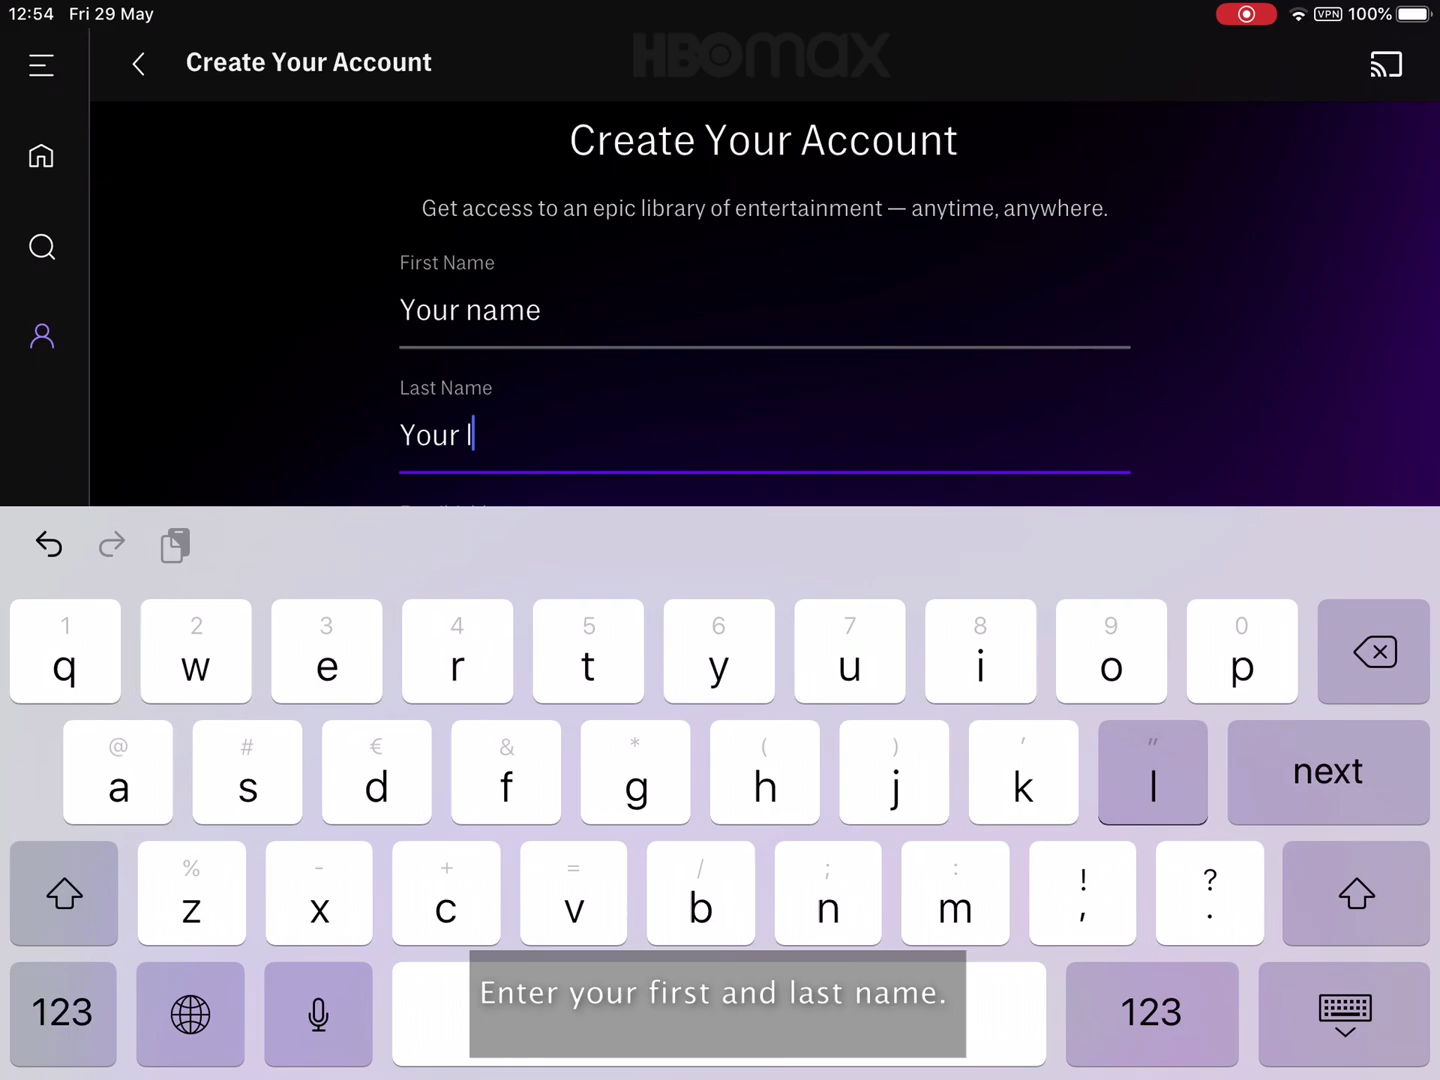 12:54 Fri 29 May VPN 100%
HBOMAX
Create Your Account
Create Your Account
Get access to an epic library of entertainment — anytime, anywhere.
First Name
Your name
Last Name
Your l
1 2 3 4 5 6 7 8 9 0
q w e r t y u i o p
@ # € & * ( ) ' "
a s d f g h j k l next
% - + = / ; : ! ?
z x c v b n m , .
123 123
Enter your first and last name.